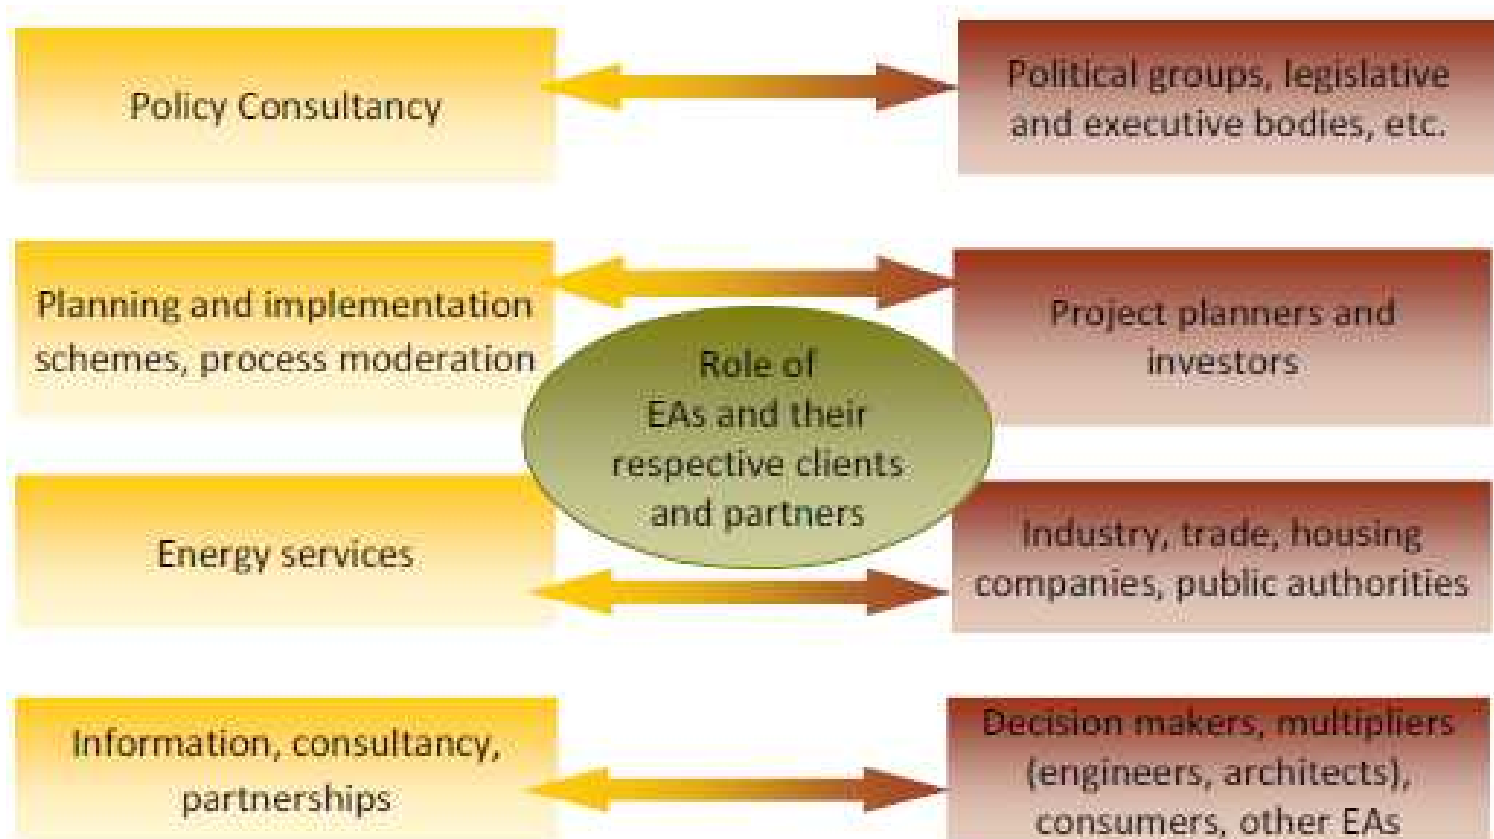 Policy Consultancy
Political groups, legislative
and executive bodies, etc.
Planning and implementation
schemes, process moderation
Project planners and
investors
Role of
EAs and their
respective clients
and partners
Energy services
Industry, trade, housing
companies, public authorities
Information, consultancy,
partnerships
Decision makers, multipliers
(engineers, architects),
consumers, other EAs